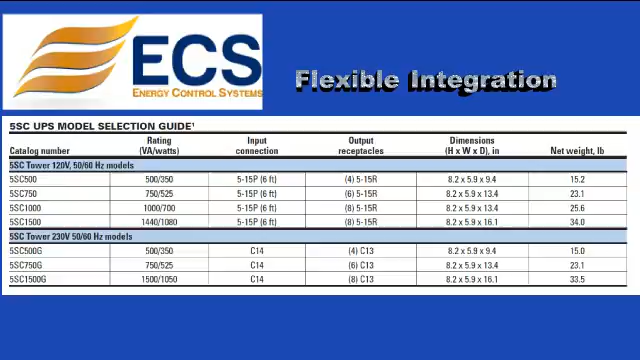 ECS
ENERGY CONTROL SYSTEMS
Flexible Integration
5SC UPS MODEL SELECTION GUIDE¹
Catalog number Rating (VA/watts) Input connection Output receptacles Dimensions (H x W x D), in Net weight, lb
5SC Tower 120V, 50/60 Hz models
5SC500 500/350 5-15P (6 ft) (4) 5-15R 8.2 x 5.9 x 9.4 15.2
5SC750 750/525 5-15P (6 ft) (6) 5-15R 8.2 x 5.9 x 13.4 23.1
5SC1000 1000/700 5-15P (6 ft) (8) 5-15R 8.2 x 5.9 x 13.4 25.6
5SC1500 1440/1080 5-15P (6 ft) (8) 5-15R 8.2 x 5.9 x 16.1 34.0
5SC Tower 230V 50/60 Hz models
5SC500G 500/350 C14 (4) C13 8.2 x 5.9 x 9.4 15.0
5SC750G 750/525 C14 (6) C13 8.2 x 5.9 x 13.4 23.1
5SC1500G 1500/1050 C14 (8) C13 8.2 x 5.9 x 16.1 33.5